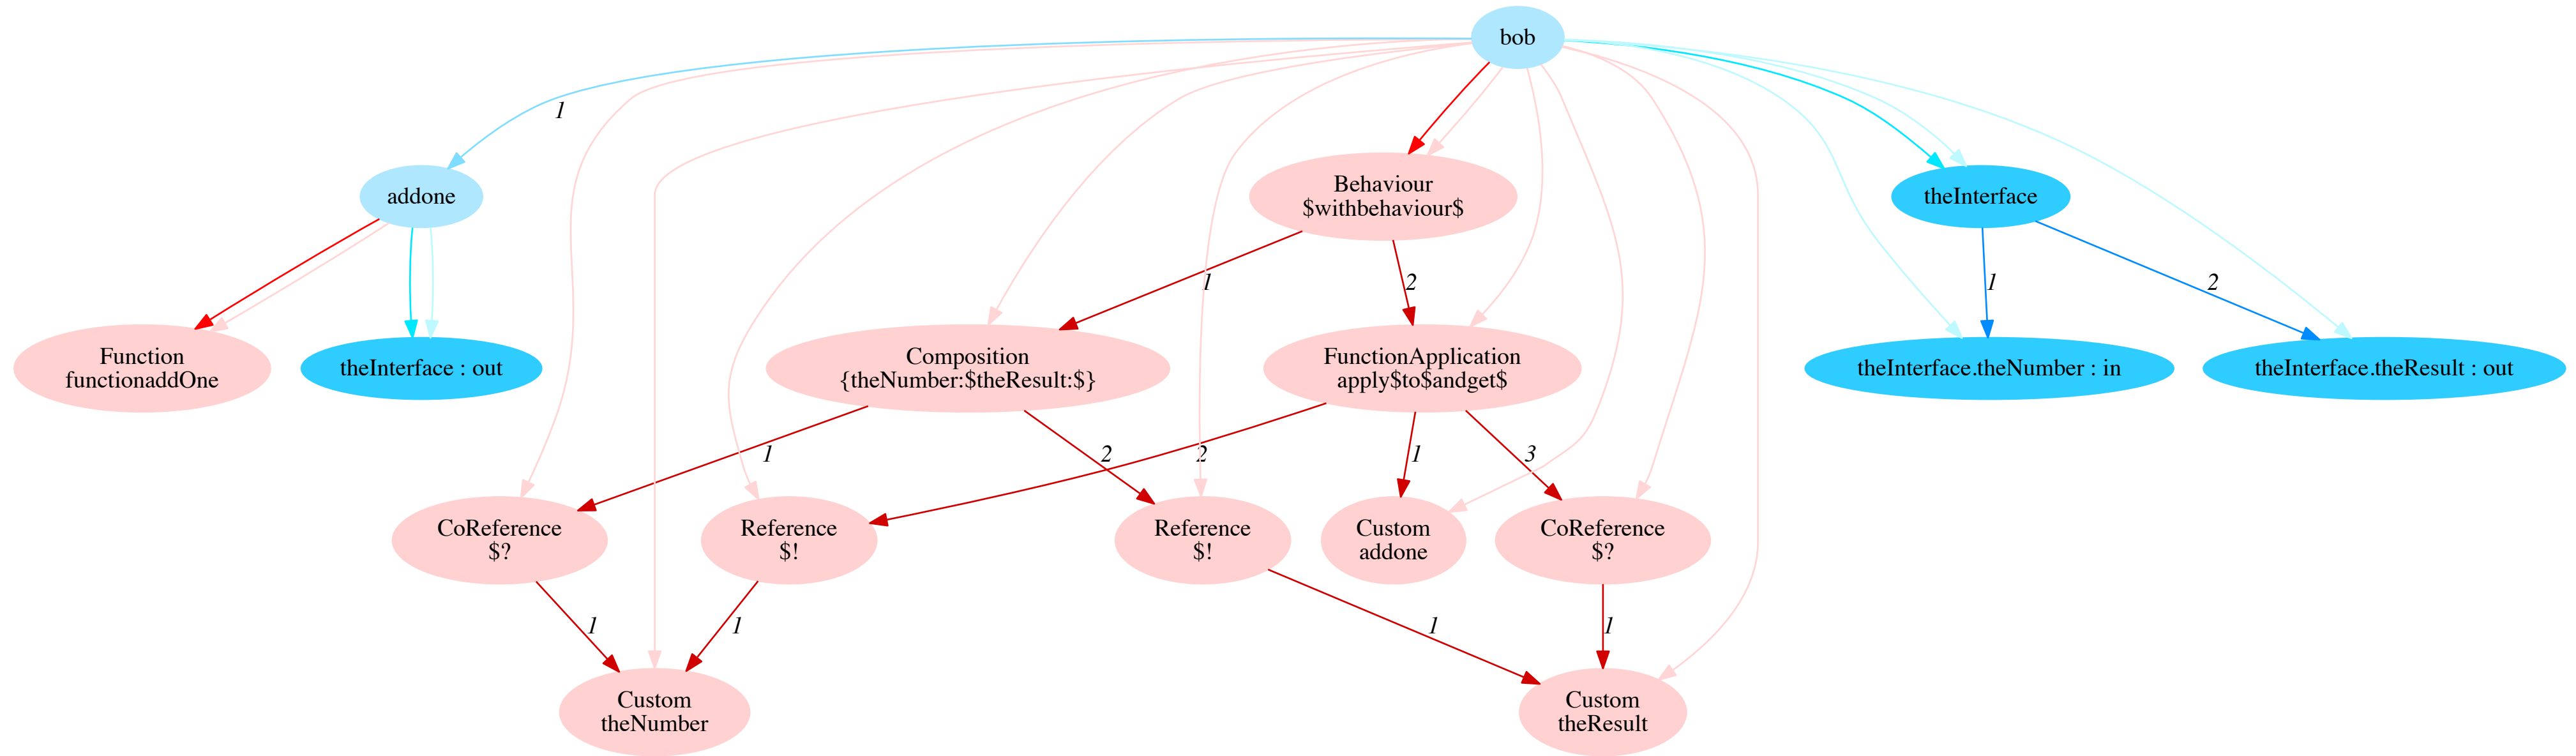 bob
1
addone
Behaviour
$withbehaviour$
theInterface
1
2
1
2
Function
functionaddOne
theInterface : out
Composition
{theNumber:$theResult:$}
FunctionApplication
apply$to$andget$
theInterface.theNumber : in
theInterface.theResult : out
1
2
2
1
3
CoReference
$?
Reference
$!
Reference
$!
Custom
addone
CoReference
$?
1
1
1
1
Custom
theNumber
Custom
theResult